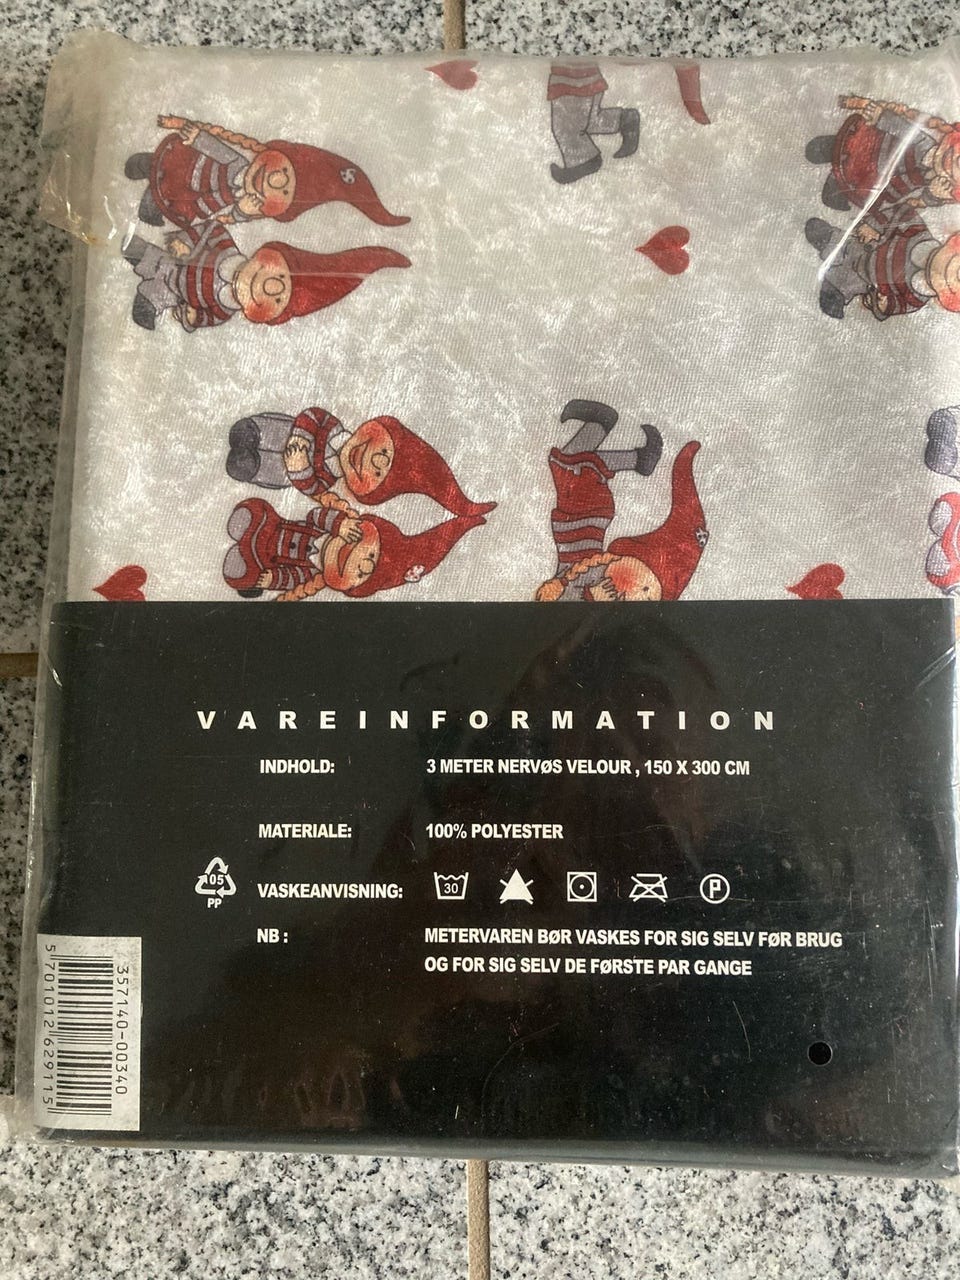 VAREINFORMATION
INDHOLD: 3 METER NERVØS VELOUR , 150 X 300 CM
MATERIALE: 100% POLYESTER
05
PP
VASKEANVISNING: 30 P
NB : METERVAREN BØR VASKES FOR SIG SELV FØR BRUG
OG FOR SIG SELV DE FØRSTE PAR GANGE
357140-00340
5701012629115